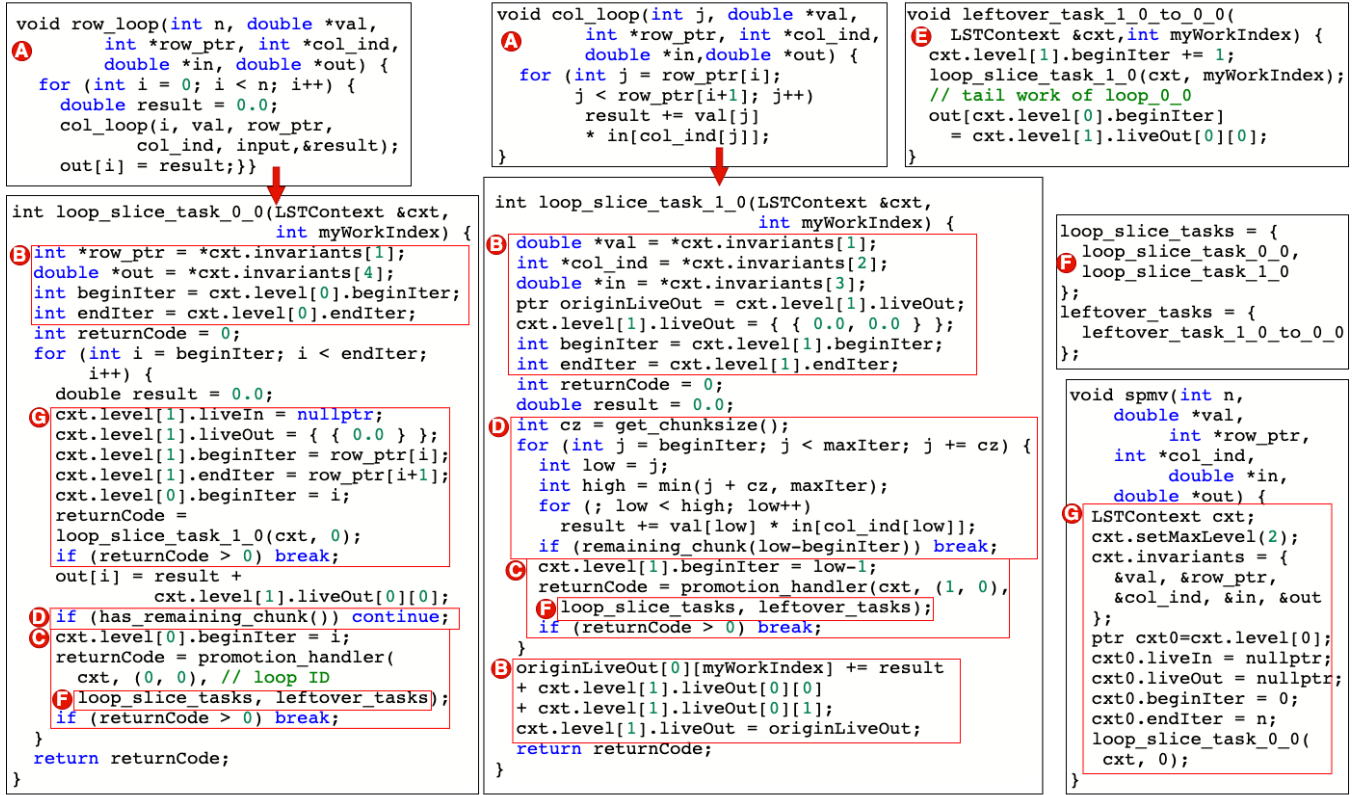 void row_loop(int n, double *val,
int *row_ptr, int *col_ind,
double *in, double *out) {
A
for (int i = 0; i < n; i++) {
double result = 0.0;
col_loop(i, val, row_ptr,
col_ind, input,&result);
out[i] = result;}}
void col_loop(int j, double *val,
int *row_ptr, int *col_ind,
A
double *in,double *out) {
for (int j = row_ptr[i];
j < row_ptr[i+1]; j++)
result += val[j]
* in[col_ind[j]];
}
void leftover_task_1_0_to_0_0(
E LSTContext &cxt,int myWorkIndex) {
cxt.level[1].beginIter += 1;
loop_slice_task_1_0(cxt, myWorkIndex);
// tail work of loop_0_0
out[cxt.level[0].beginIter]
= cxt.level[1].liveOut[0][0];
}
int loop_slice_task_0_0(LSTContext &cxt,
int myWorkIndex) {
B int *row_ptr = *cxt.invariants[1];
double *out = *cxt.invariants[4];
int beginIter = cxt.level[0].beginIter;
int endIter = cxt.level[0].endIter;
int returnCode = 0;
for (int i = beginIter; i < endIter;
i++) {
double result = 0.0;
G cxt.level[1].liveIn = nullptr;
cxt.level[1].liveOut = { { 0.0 } };
cxt.level[1].beginIter = row_ptr[i];
cxt.level[1].endIter = row_ptr[i+1];
cxt.level[0].beginIter = i;
returnCode =
loop_slice_task_1_0(cxt, 0);
if (returnCode > 0) break;
out[i] = result +
cxt.level[1].liveOut[0][0];
D if (has_remaining_chunk()) continue;
C cxt.level[0].beginIter = i;
returnCode = promotion_handler(
cxt, (0, 0), // loop ID
F loop_slice_tasks, leftover_tasks);
if (returnCode > 0) break;
}
return returnCode;
}
int loop_slice_task_1_0(LSTContext &cxt,
int myWorkIndex) {
B double *val = *cxt.invariants[1];
int *col_ind = *cxt.invariants[2];
double *in = *cxt.invariants[3];
ptr originLiveOut = cxt.level[1].liveOut;
cxt.level[1].liveOut = { { 0.0, 0.0 } };
int beginIter = cxt.level[1].beginIter;
int endIter = cxt.level[1].endIter;
int returnCode = 0;
double result = 0.0;
D int cz = get_chunksize();
for (int j = beginIter; j < maxIter; j += cz) {
int low = j;
int high = min(j + cz, maxIter);
for (; low < high; low++)
result += val[low] * in[col_ind[low]];
if (remaining_chunk(low-beginIter)) break;
C cxt.level[1].beginIter = low-1;
returnCode = promotion_handler(cxt, (1, 0),
F loop_slice_tasks, leftover_tasks);
if (returnCode > 0) break;
}
B originLiveOut[0][myWorkIndex] += result
+ cxt.level[1].liveOut[0][0]
+ cxt.level[1].liveOut[0][1];
cxt.level[1].liveOut = originLiveOut;
return returnCode;
}
loop_slice_tasks = {
F loop_slice_task_0_0,
loop_slice_task_1_0
};
leftover_tasks = {
leftover_task_1_0_to_0_0
};
void spmv(int n,
double *val,
int *row_ptr,
int *col_ind,
double *in,
double *out) {
G LSTContext cxt;
cxt.setMaxLevel(2);
cxt.invariants = {
&val, &row_ptr,
&col_ind, &in, &out
};
ptr cxt0=cxt.level[0];
cxt0.liveIn = nullptr;
cxt0.liveOut = nullptr;
cxt0.beginIter = 0;
cxt0.endIter = n;
loop_slice_task_0_0(
cxt, 0);
}